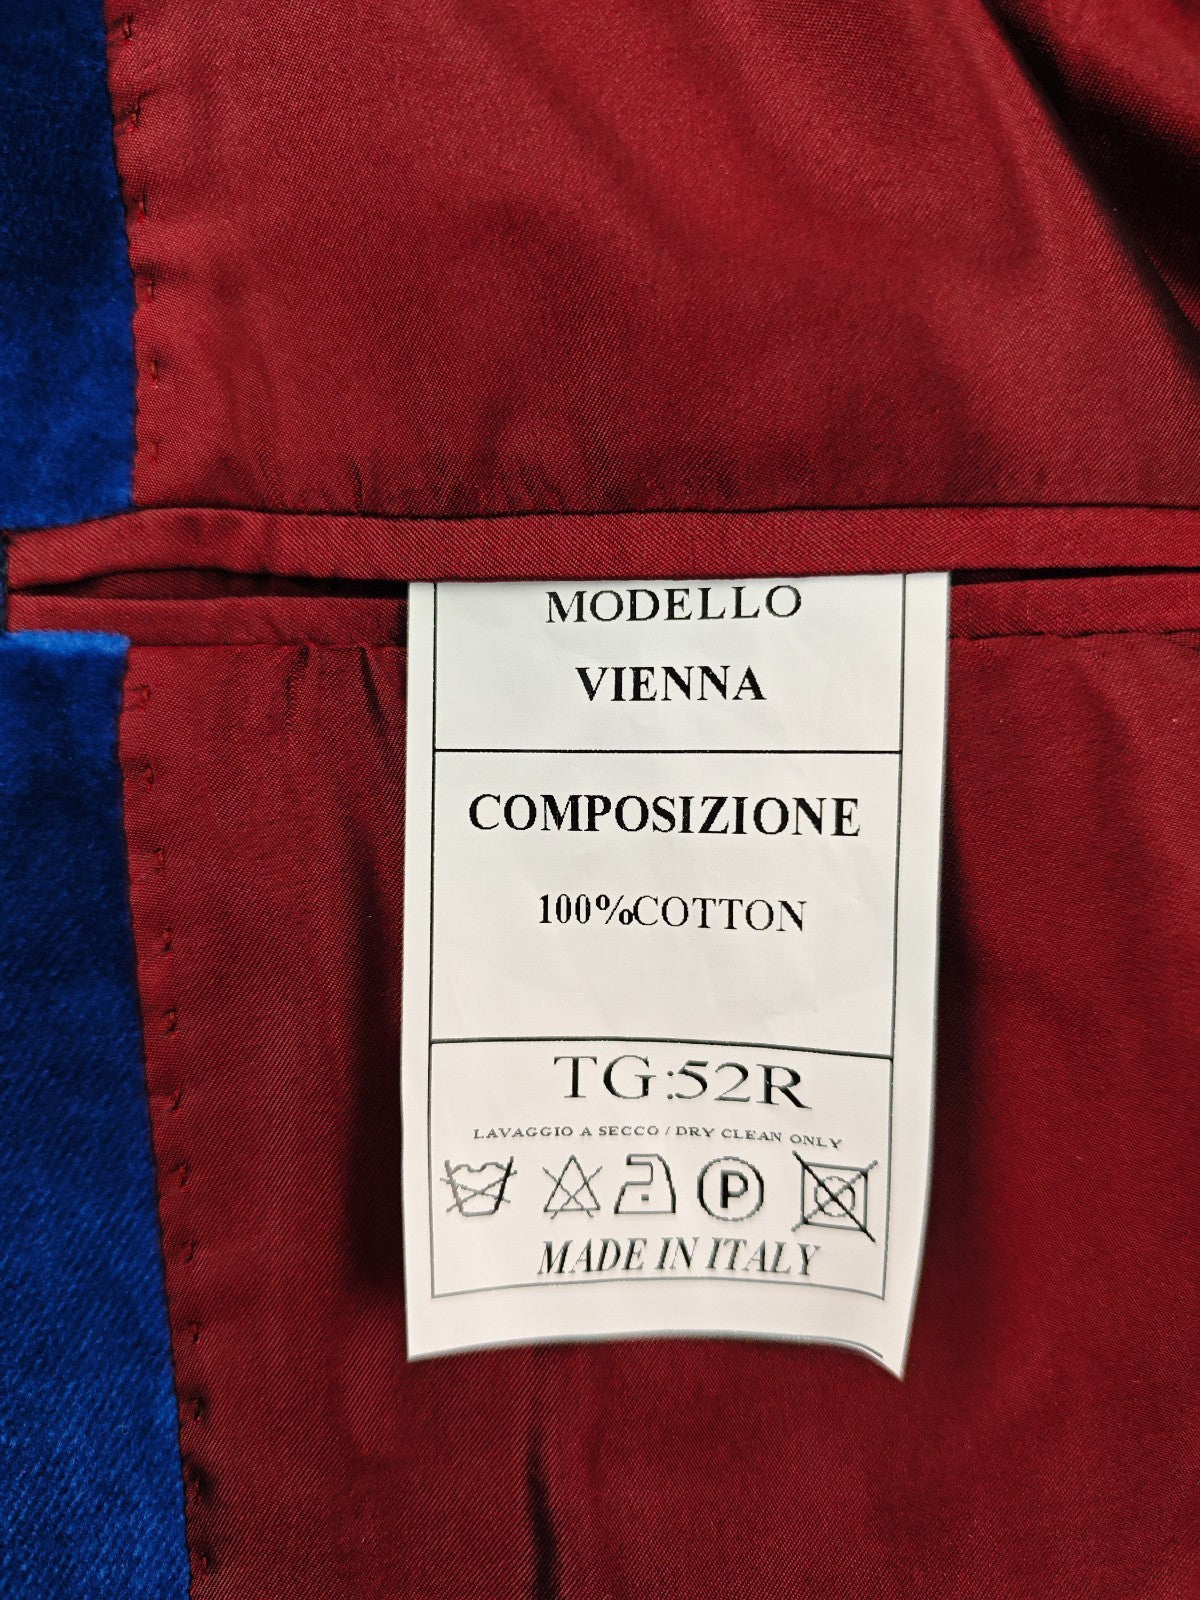 MODELLO
VIENNA
COMPOSIZIONE
100%COTTON
TG:52R
LAVAGGIO A SECCO / DRY CLEAN ONLY
P
MADE IN ITALY